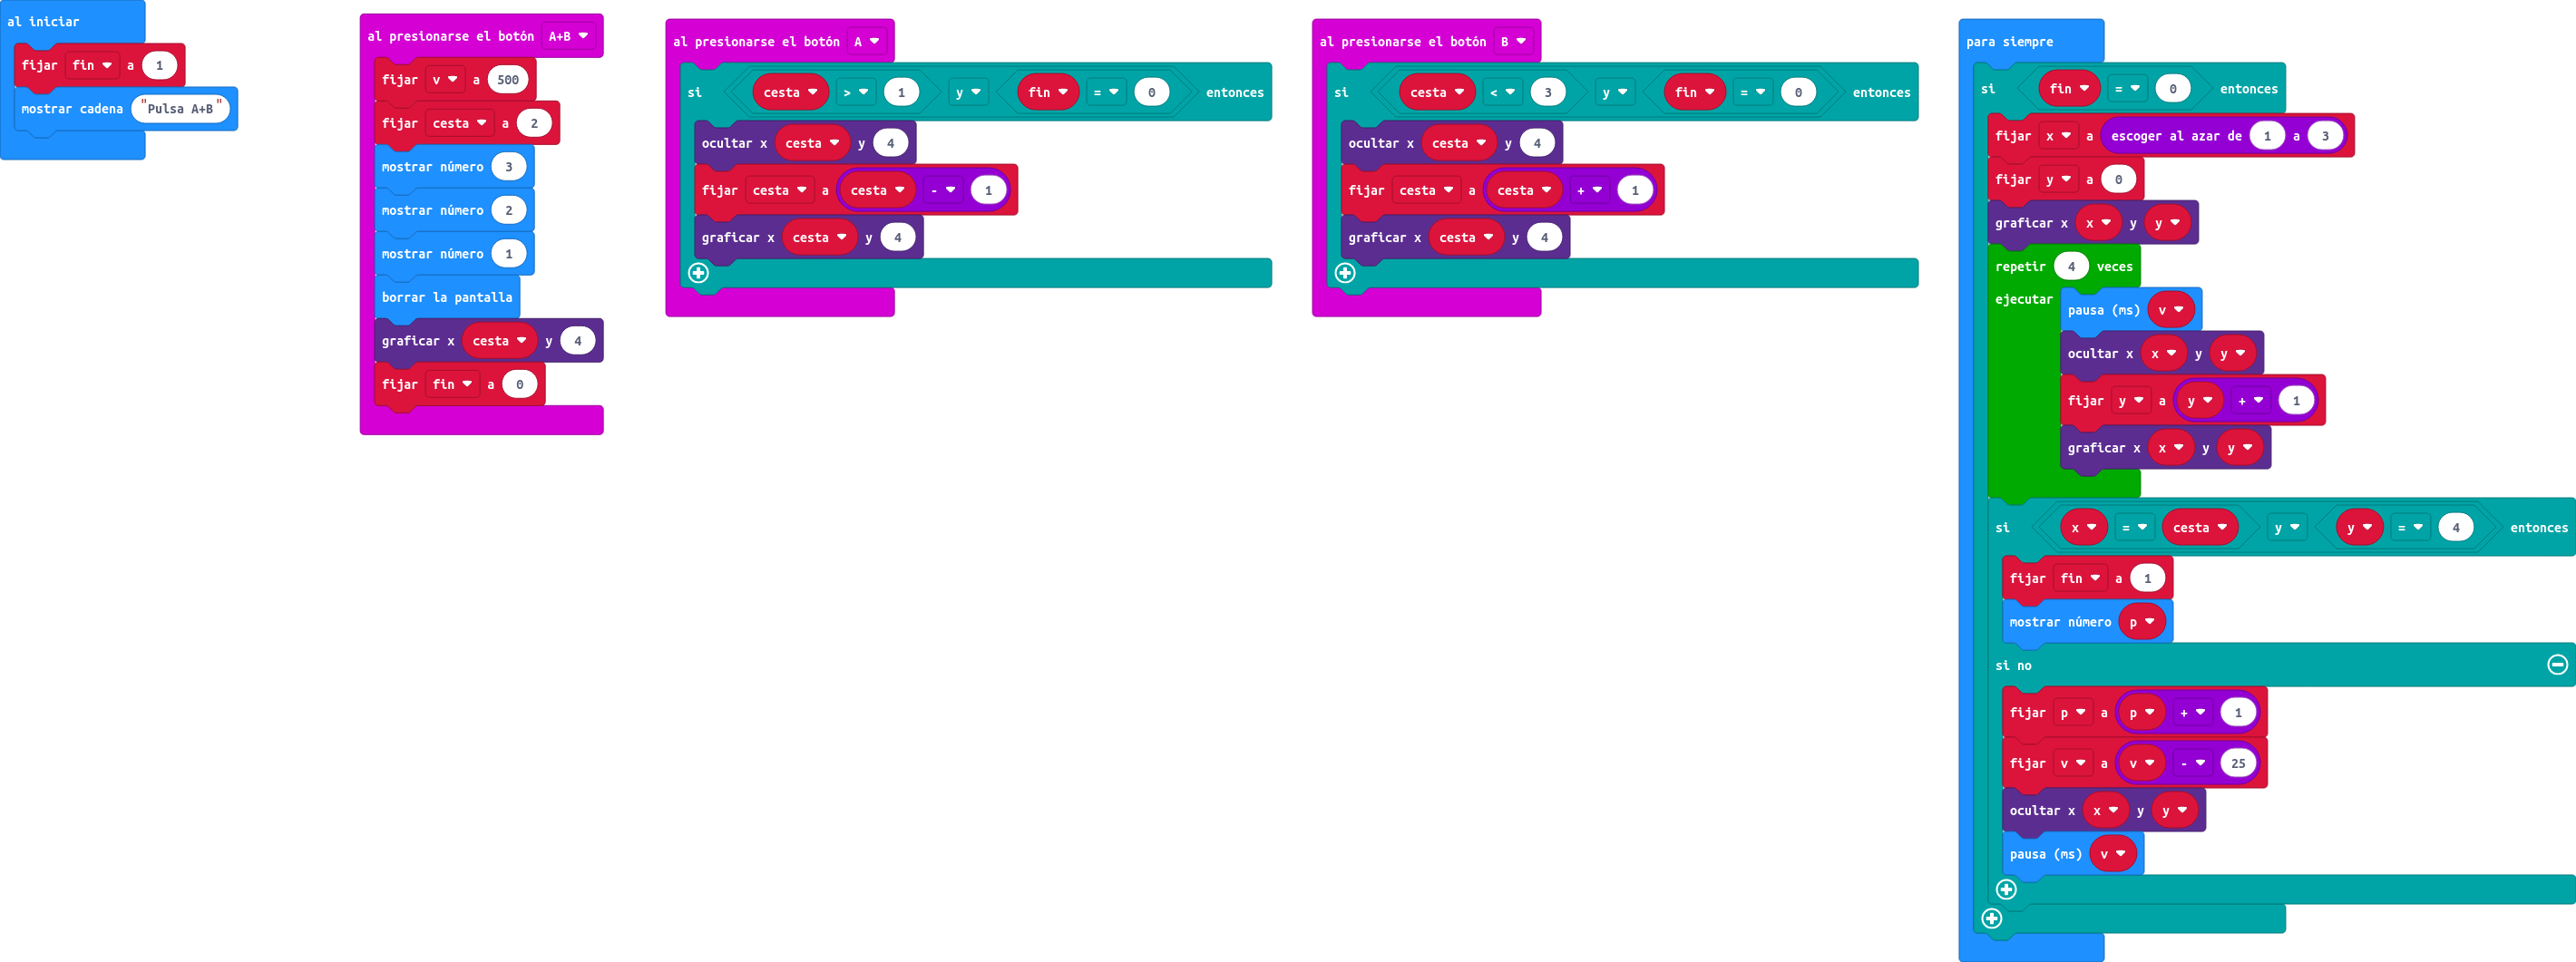 al iniciar
fijar fin a 1
mostrar cadena "Pulsa A+B"
al presionarse el botón A+B
fijar v a 500
fijar cesta a 2
mostrar número 3
mostrar número 2
mostrar número 1
borrar la pantalla
graficar x cesta y 4
fijar fin a 0
al presionarse el botón A
si cesta > 1 y fin = 0 entonces
ocultar x cesta y 4
fijar cesta a cesta - 1
graficar x cesta y 4
al presionarse el botón B
si cesta < 3 y fin = 0 entonces
ocultar x cesta y 4
fijar cesta a cesta + 1
graficar x cesta y 4
para siempre
si fin = 0 entonces
fijar x a escoger al azar de 1 a 3
fijar y a 0
graficar x x y y
repetir 4 veces
ejecutar
pausa (ms) v
ocultar x x y y
fijar y a y + 1
graficar x x y y
si x = cesta y y = 4 entonces
fijar fin a 1
mostrar número p
si no
fijar p a p + 1
fijar v a v - 25
ocultar x x y y
pausa (ms) v